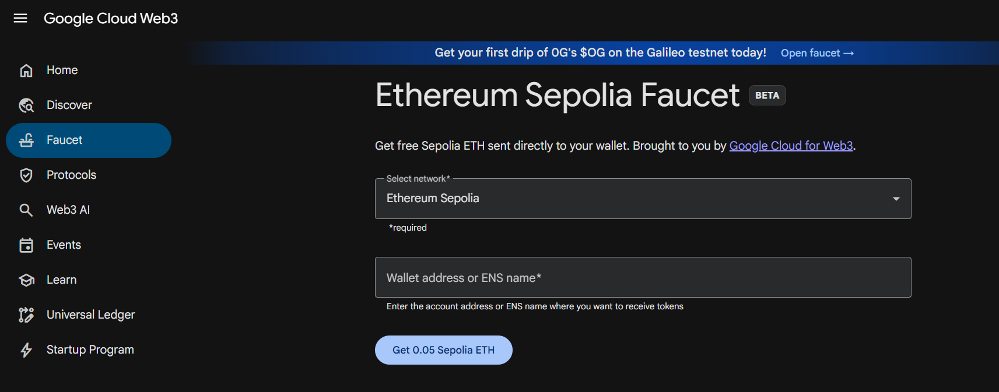 Google Cloud Web3
Get your first drip of 0G's $OG on the Galileo testnet today! Open faucet →
Home
Discover
Faucet
Protocols
Web3 AI
Events
Learn
Universal Ledger
Startup Program
Ethereum Sepolia Faucet BETA
Get free Sepolia ETH sent directly to your wallet. Brought to you by Google Cloud for Web3.
Select network*
Ethereum Sepolia
*required
Wallet address or ENS name*
Enter the account address or ENS name where you want to receive tokens
Get 0.05 Sepolia ETH